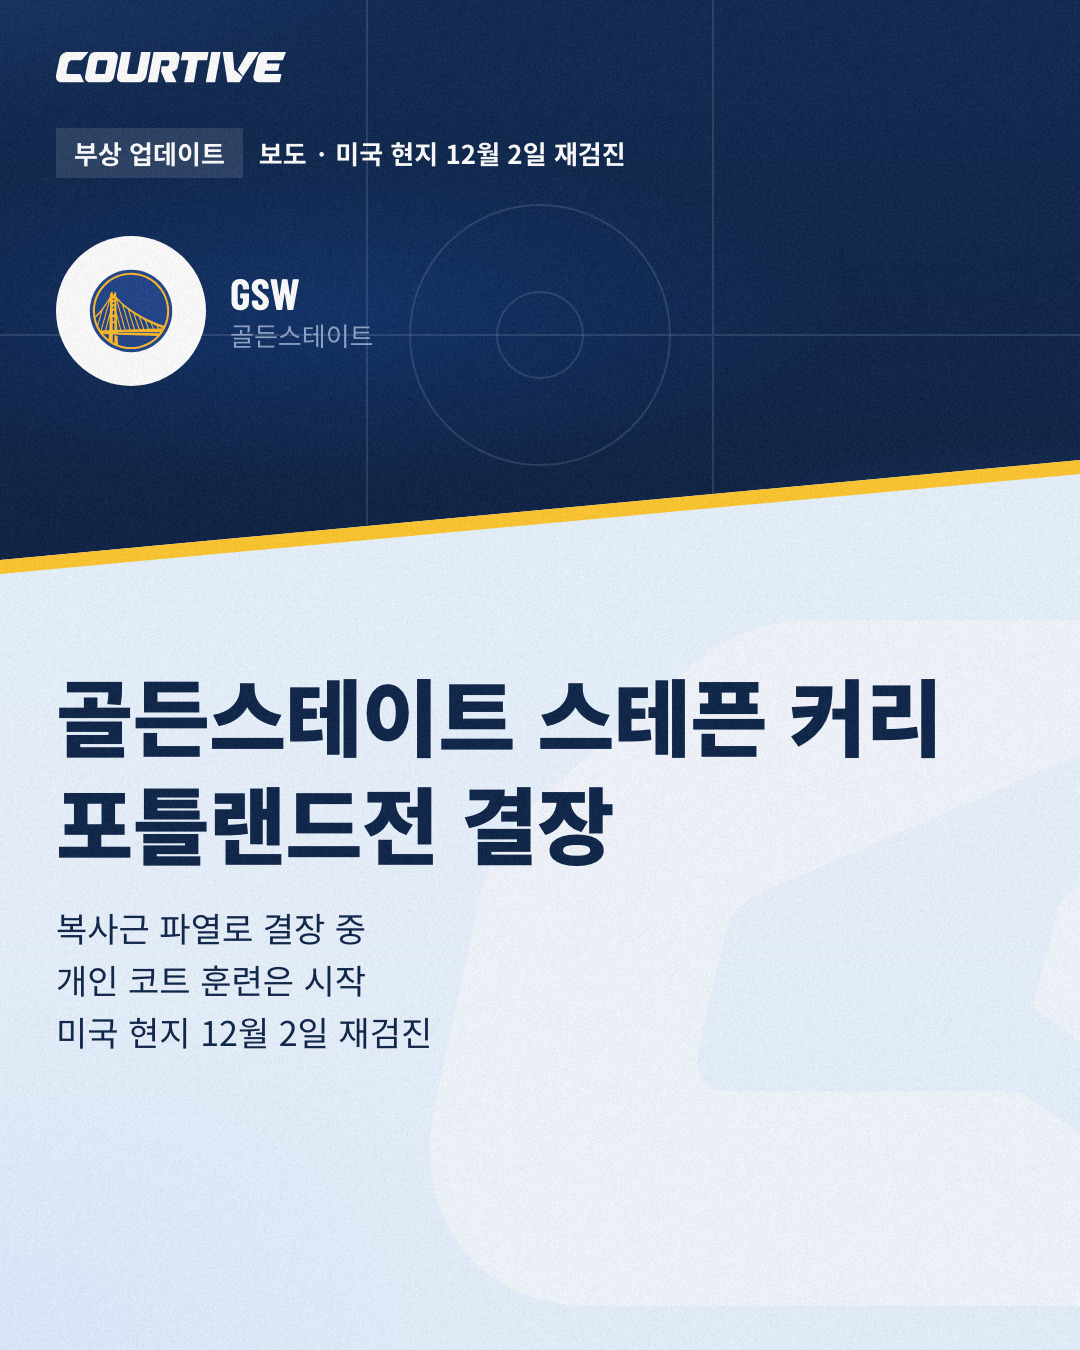 COURTIVE
부상 업데이트 보도 · 미국 현지 12월 2일 재검진
GSW
골든스테이트
골든스테이트 스테픈 커리
포틀랜드전 결장
복사근 파열로 결장 중
개인 코트 훈련은 시작
미국 현지 12월 2일 재검진